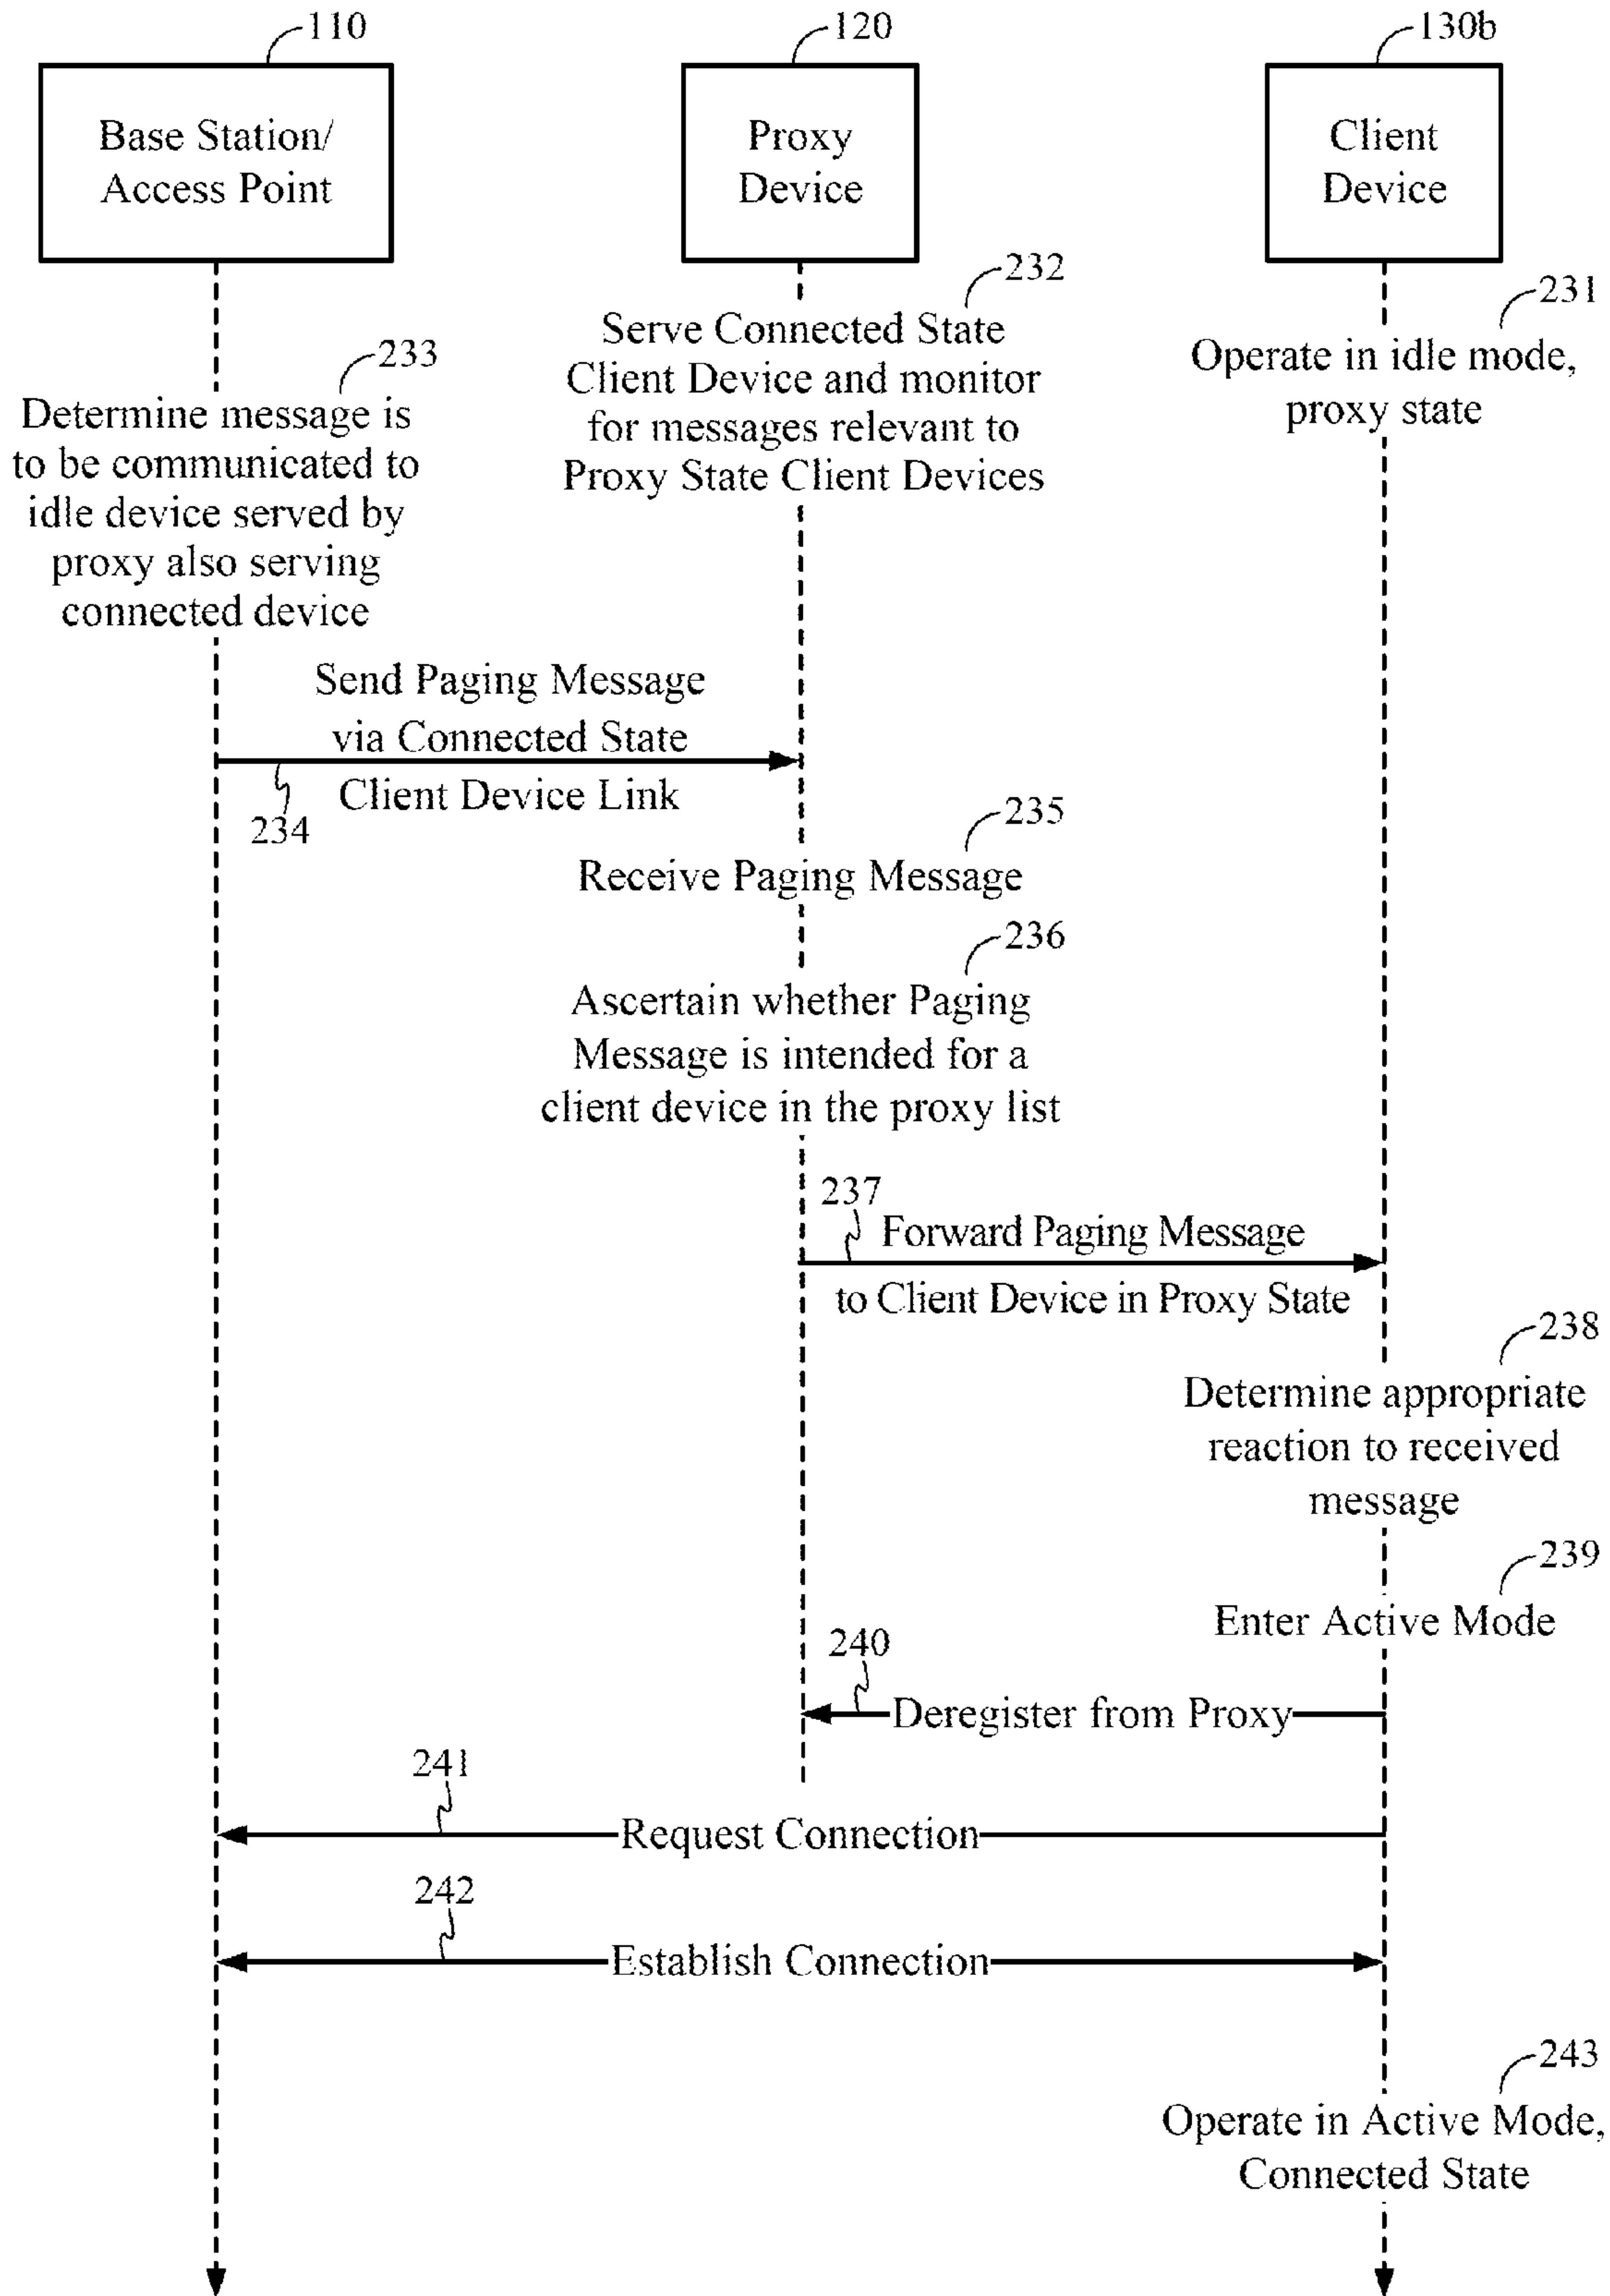 110
120
130b
Base Station/
Access Point
Proxy
Device
Client
Device
232
Serve Connected State
Client Device and monitor
for messages relevant to
Proxy State Client Devices
231
Operate in idle mode,
proxy state
233
Determine message is
to be communicated to
idle device served by
proxy also serving
connected device
Send Paging Message
via Connected State
Client Device Link
234
235
Receive Paging Message
236
Ascertain whether Paging
Message is intended for a
client device in the proxy list
237
Forward Paging Message
to Client Device in Proxy State
238
Determine appropriate
reaction to received
message
239
Enter Active Mode
240
Deregister from Proxy
241
Request Connection
242
Establish Connection
243
Operate in Active Mode,
Connected State